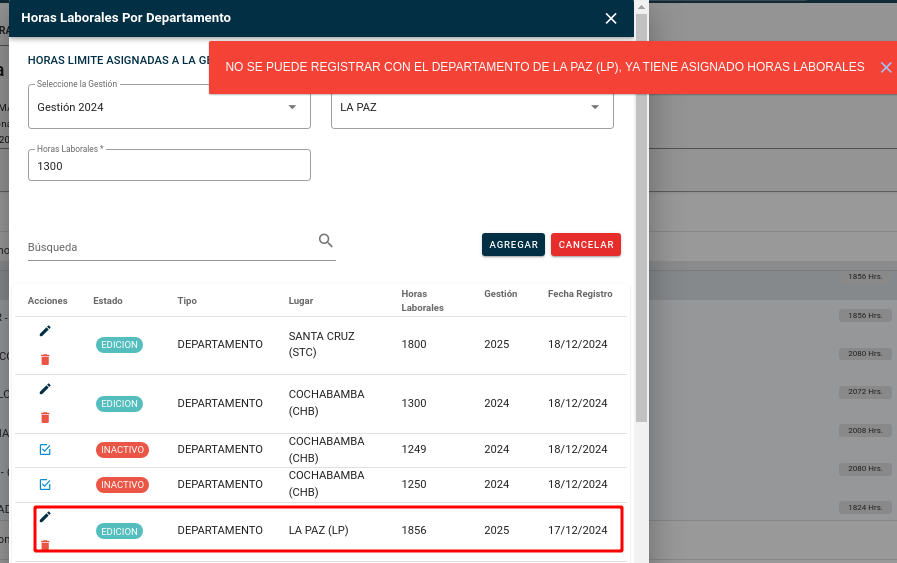 Horas Laborales Por Departamento
HORAS LIMITE ASIGNADAS A LA GE
NO SE PUEDE REGISTRAR CON EL DEPARTAMENTO DE LA PAZ (LP), YA TIENE ASIGNADO HORAS LABORALES
Seleccione la Gestión
Gestión 2024
LA PAZ
Horas Laborales *
1300
Búsqueda
AGREGAR
CANCELAR
Acciones Estado Tipo Lugar Horas Laborales Gestión Fecha Registro
EDICION DEPARTAMENTO SANTA CRUZ (STC) 1800 2025 18/12/2024
EDICION DEPARTAMENTO COCHABAMBA (CHB) 1300 2024 18/12/2024
INACTIVO DEPARTAMENTO COCHABAMBA (CHB) 1249 2024 18/12/2024
INACTIVO DEPARTAMENTO COCHABAMBA (CHB) 1250 2024 18/12/2024
EDICION DEPARTAMENTO LA PAZ (LP) 1856 2025 17/12/2024
1856 Hrs.
1856 Hrs.
2080 Hrs.
2072 Hrs.
2008 Hrs.
2080 Hrs.
1824 Hrs.